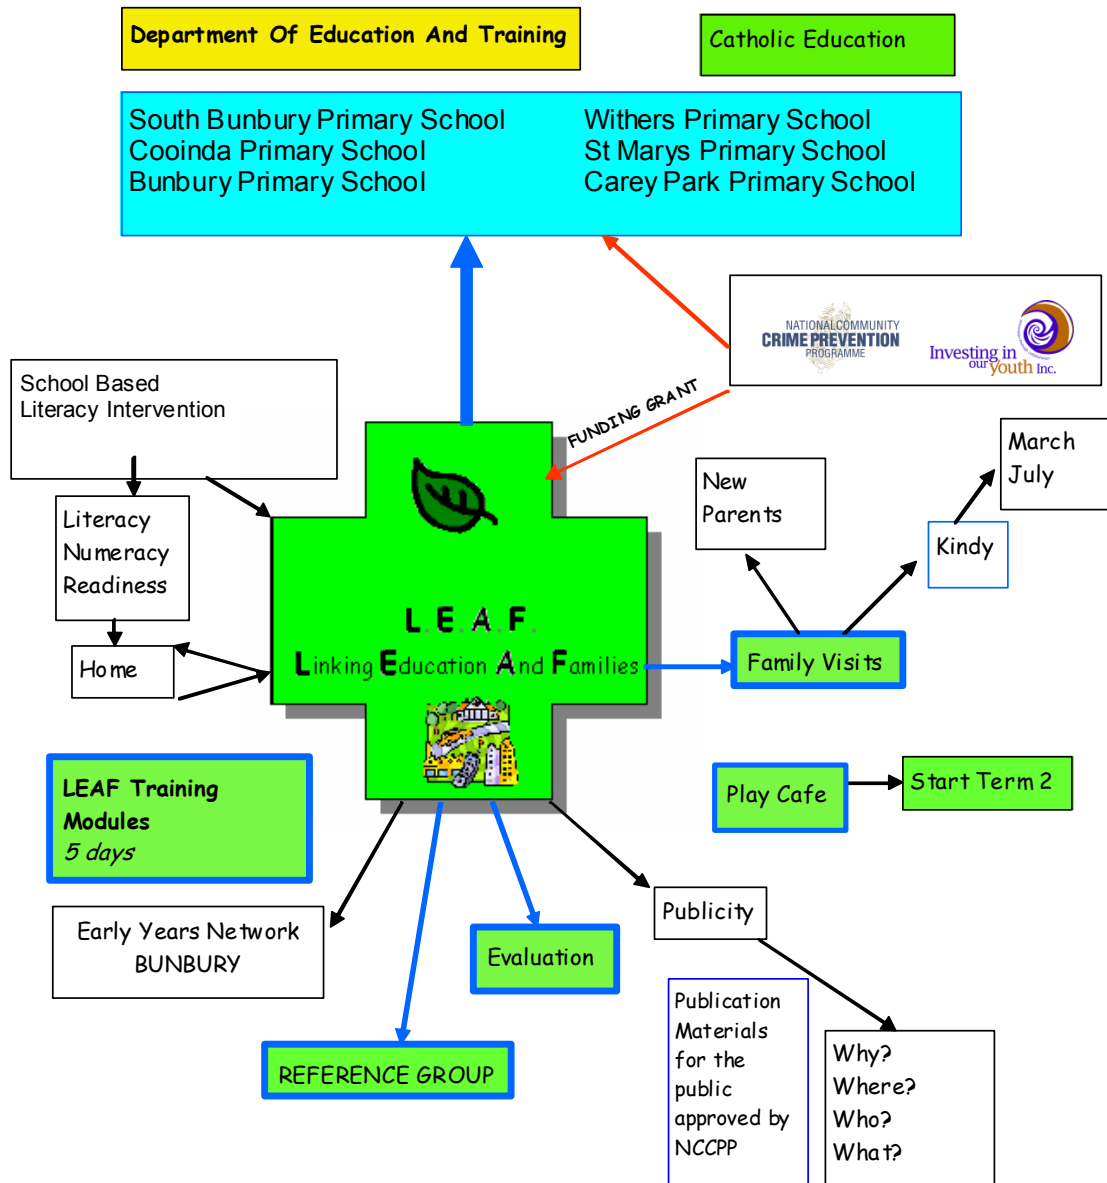 Department Of Education And Training
Catholic Education
South Bunbury Primary School
Cooinda Primary School
Bunbury Primary School
Withers Primary School
St Marys Primary School
Carey Park Primary School
NATIONALCOMMUNITY
CRIME PREVENTION
PROGRAMME
Investing in
our youth Inc.
FUNDING GRANT
School Based
Literacy Intervention
Literacy
Numeracy
Readiness
Home
L.E.A.F.
Linking Education And Families
New
Parents
March
July
Kindy
Family Visits
Play Cafe
Start Term 2
LEAF Training
Modules
5 days
Early Years Network
BUNBURY
Evaluation
REFERENCE GROUP
Publicity
Publication
Materials
for the
public
approved by
NCCPP
Why?
Where?
Who?
What?